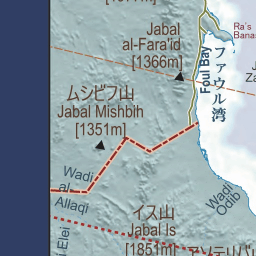 Jabal
al-Fara'id
[1366m]
Ra's
Banas
Foul Bay
ファウル湾
ムシビフ山
Jabal Mishbih
[1351m]
Wadi
al-
Allaqi
Wadi
Odib
イス山
Jabal Is
[1851m]
Elei